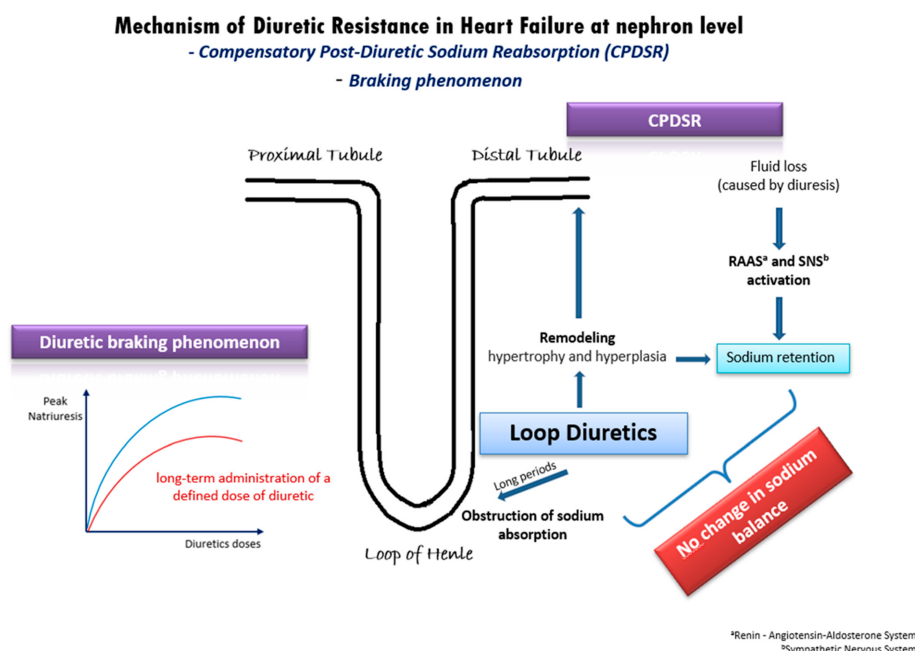 Mechanism of Diuretic Resistance in Heart Failure at nephron level
- Compensatory Post-Diuretic Sodium Reabsorption (CPDSR)
- Braking phenomenon
CPDSR
Proximal Tubule
Distal Tubule
Fluid loss
(caused by diuresis)
RAASᵃ and SNSᵇ
activation
Diuretic braking phenomenon
Remodeling
hypertrophy and hyperplasia
Sodium retention
Peak
Natriuresis
Loop Diuretics
long-term administration of a
defined dose of diuretic
Long periods
Obstruction of sodium
absorption
No change in sodium
balance
Diuretics doses
Loop of Henle
ᵃRenin - Angiotensin-Aldosterone System
ᵇSympathetic Nervous System